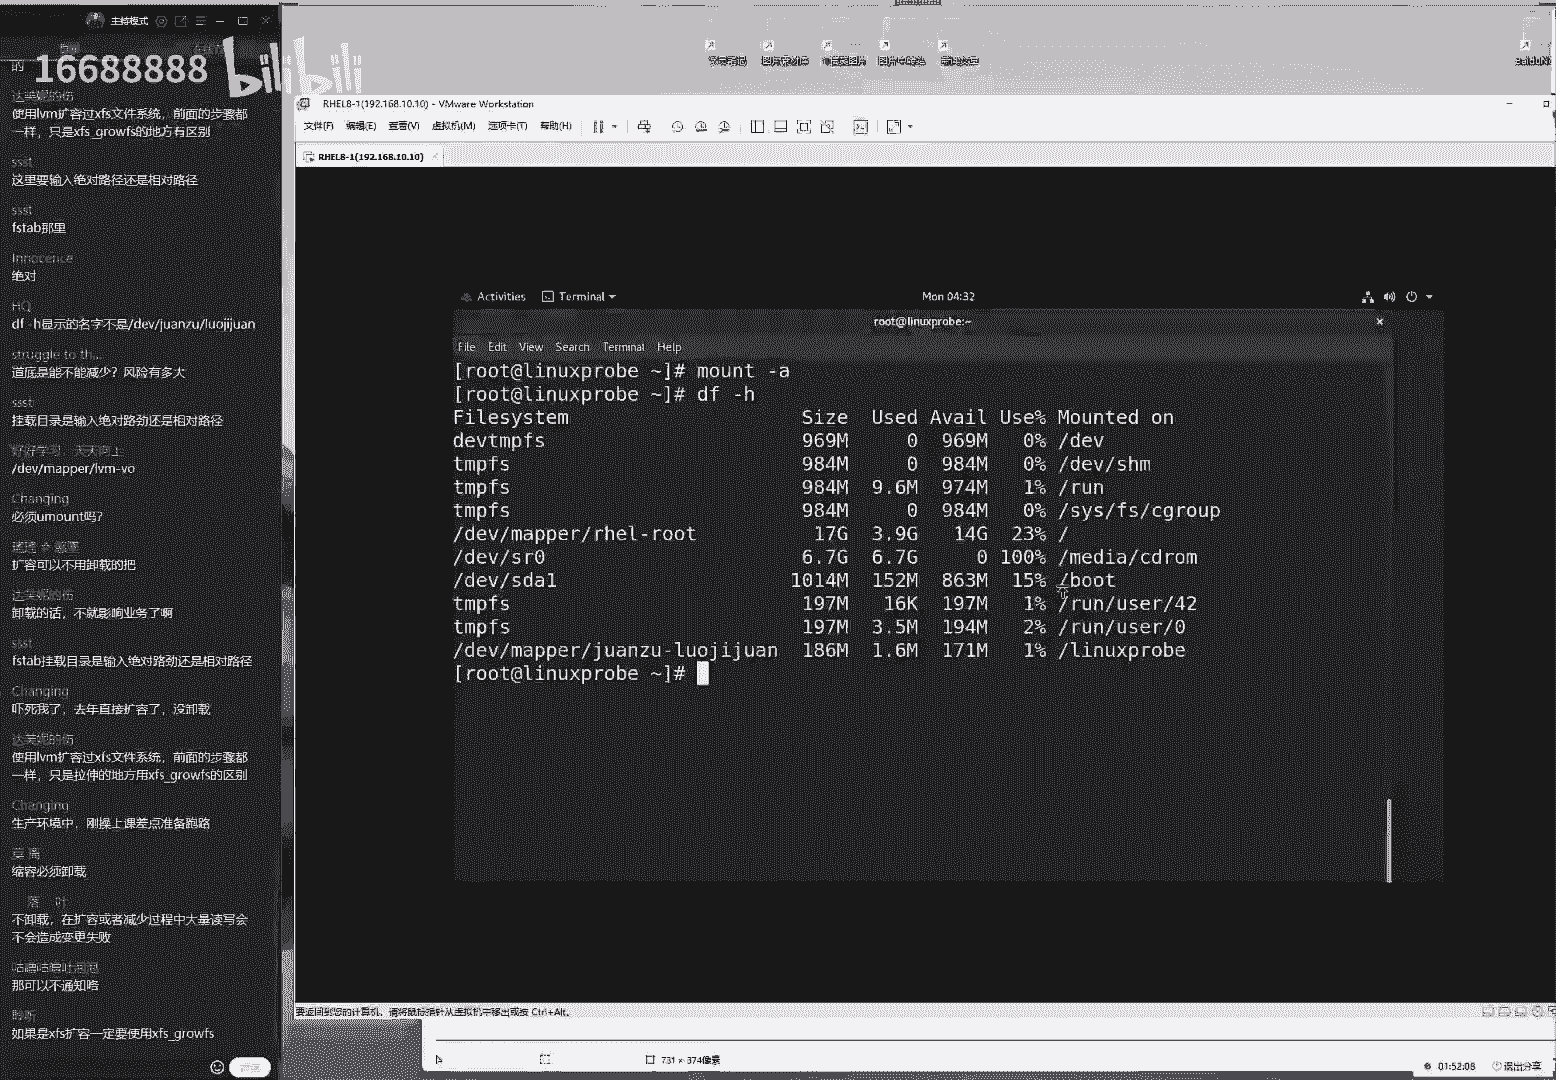 主持模式
的
16688888
bilibili
使用lvm扩容过xfs文件系统，前面的步骤都
一样，只是xfs_growfs的地方有区别
ssst
这里要输入绝对路径还是相对路径
ssst
fstab那里
Innocence
绝对
HQ
df -h显示的名字不是/dev/juanzu/luojijuan
struggle to th...
道底是能不能减少？风险有多大
ssst
挂载目录是输入绝对路劲还是相对路径
好好学习 天天向上
/dev/mapper/lvm-vo
Changing
必须umount吗？
扩容可以不用卸载的把
卸载的话，不就影响业务了啊
ssst
fstab挂载目录是输入绝对路劲还是相对路径
Changing
吓死我了，去年直接扩容了，没卸载
使用lvm扩容过xfs文件系统，前面的步骤都
一样，只是拉伸的地方用xfs_growfs的区别
Changing
生产环境中，刚操上课差点准备跑路
缩容必须卸载
落 叶
不卸载，在扩容或者减少过程中大量读写会
不会造成变更失败
那可以不通知咯
如果是xfs扩容一定要使用xfs_growfs
RHEL8-1(192.168.10.10) - VMware Workstation
文件(F) 编辑(E) 查看(V) 虚拟机(M) 选项卡(T) 帮助(H)
RHEL8-1(192.168.10.10)
Activities Terminal Mon 04:32
root@linuxprobe:~
File Edit View Search Terminal Help
[root@linuxprobe ~]# mount -a
[root@linuxprobe ~]# df -h
Filesystem Size Used Avail Use% Mounted on
devtmpfs 969M 0 969M 0% /dev
tmpfs 984M 0 984M 0% /dev/shm
tmpfs 984M 9.6M 974M 1% /run
tmpfs 984M 0 984M 0% /sys/fs/cgroup
/dev/mapper/rhel-root 17G 3.9G 14G 23% /
/dev/sr0 6.7G 6.7G 0 100% /media/cdrom
/dev/sda1 1014M 152M 863M 15% /boot
tmpfs 197M 16K 197M 1% /run/user/42
tmpfs 197M 3.5M 194M 2% /run/user/0
/dev/mapper/juanzu-luojijuan 186M 1.6M 171M 1% /linuxprobe
[root@linuxprobe ~]#
要返回到您的计算机，请将鼠标指针从虚拟机中移出或按 Ctrl+Alt。
731 × 374像素
01:52:08 退出分享